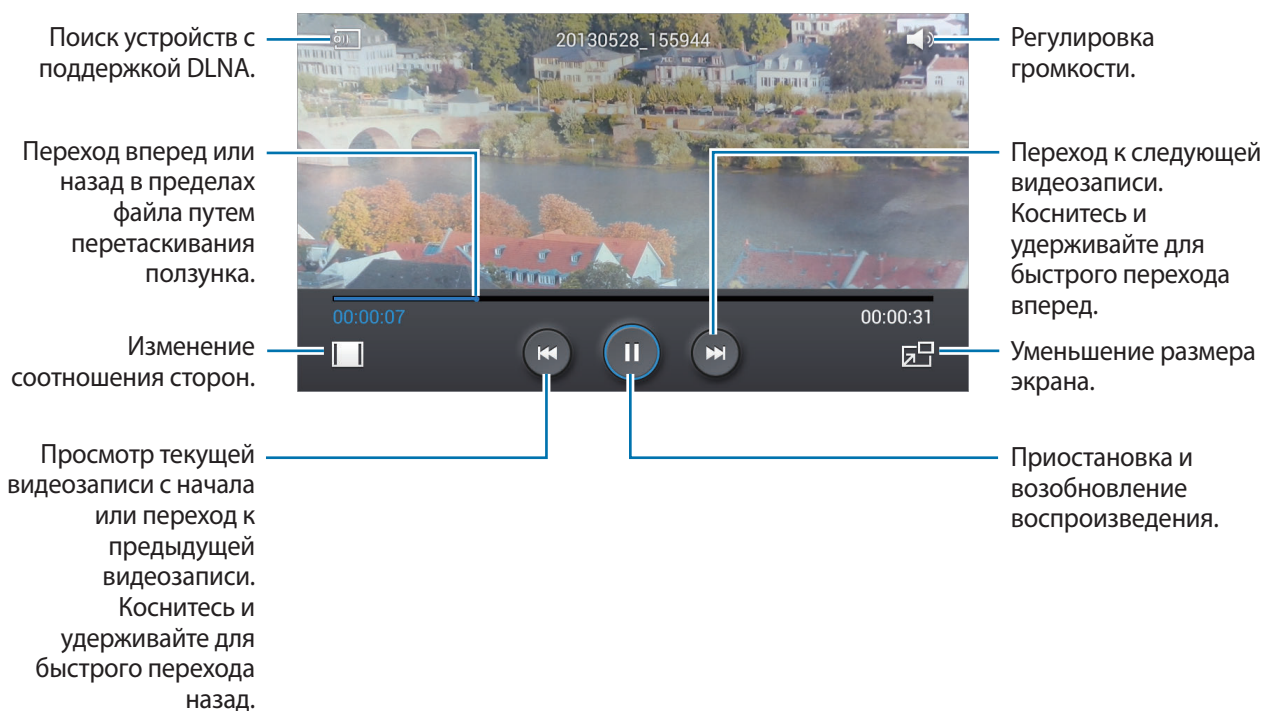 Поиск устройств с
поддержкой DLNA.
20130528_155944
Регулировка
громкости.
Переход вперед или
назад в пределах
файла путем
перетаскивания
ползунка.
Переход к следующей
видеозаписи.
Коснитесь и
удерживайте для
быстрого перехода
вперед.
00:00:07
00:00:31
Изменение
соотношения сторон.
Уменьшение размера
экрана.
Просмотр текущей
видеозаписи с начала
или переход к
предыдущей
видеозаписи.
Коснитесь и
удерживайте для
быстрого перехода
назад.
Приостановка и
возобновление
воспроизведения.